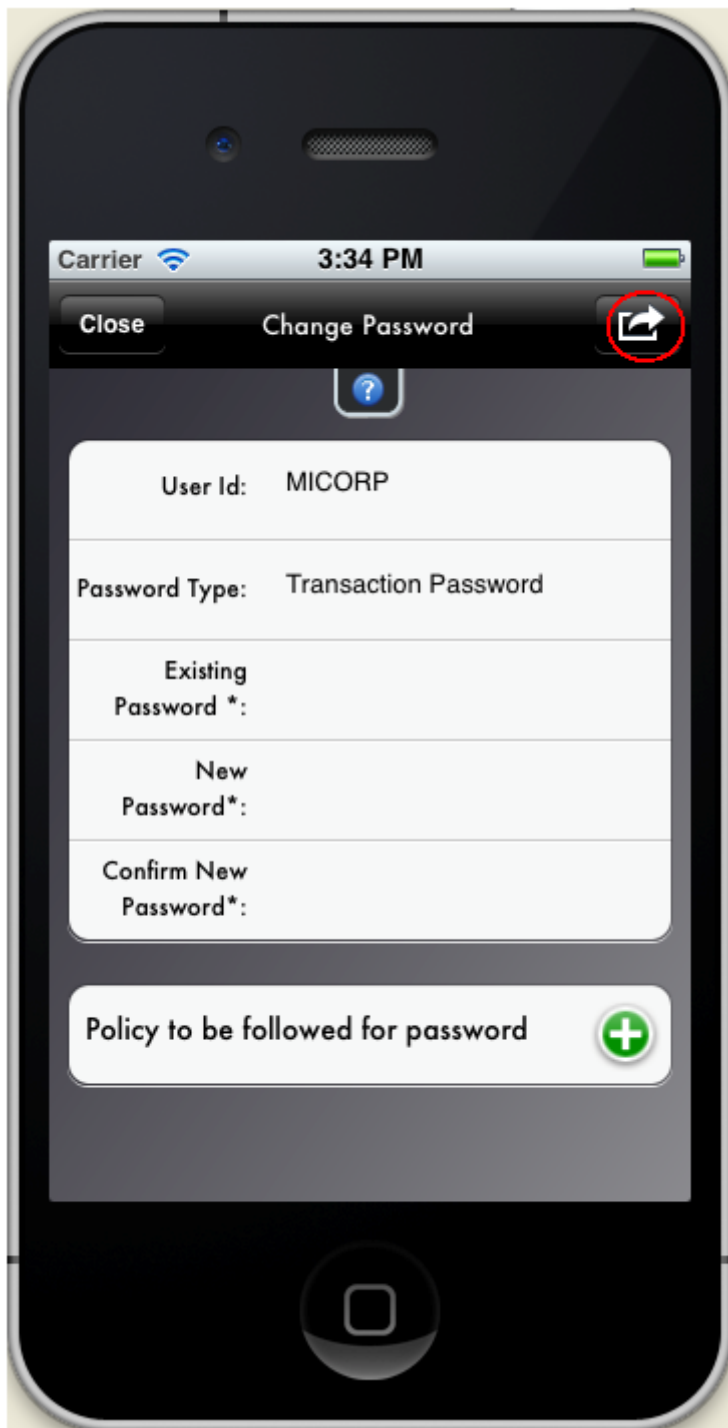 Carrier 3:34 PM
Close Change Password
?
User Id: MICORP
Password Type: Transaction Password
Existing
Password *:
New
Password*:
Confirm New
Password*:
Policy to be followed for password